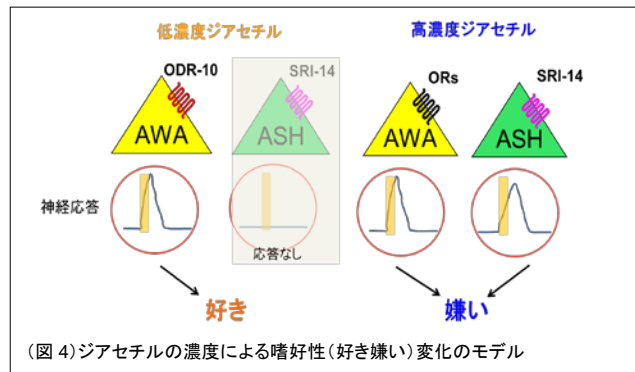 低濃度ジアセチル
高濃度ジアセチル
ODR-10
SRI-14
ORs
SRI-14
AWA
ASH
AWA
ASH
神経応答
応答なし
好き
嫌い
(図 4)ジアセチルの濃度による嗜好性(好き嫌い)変化のモデル